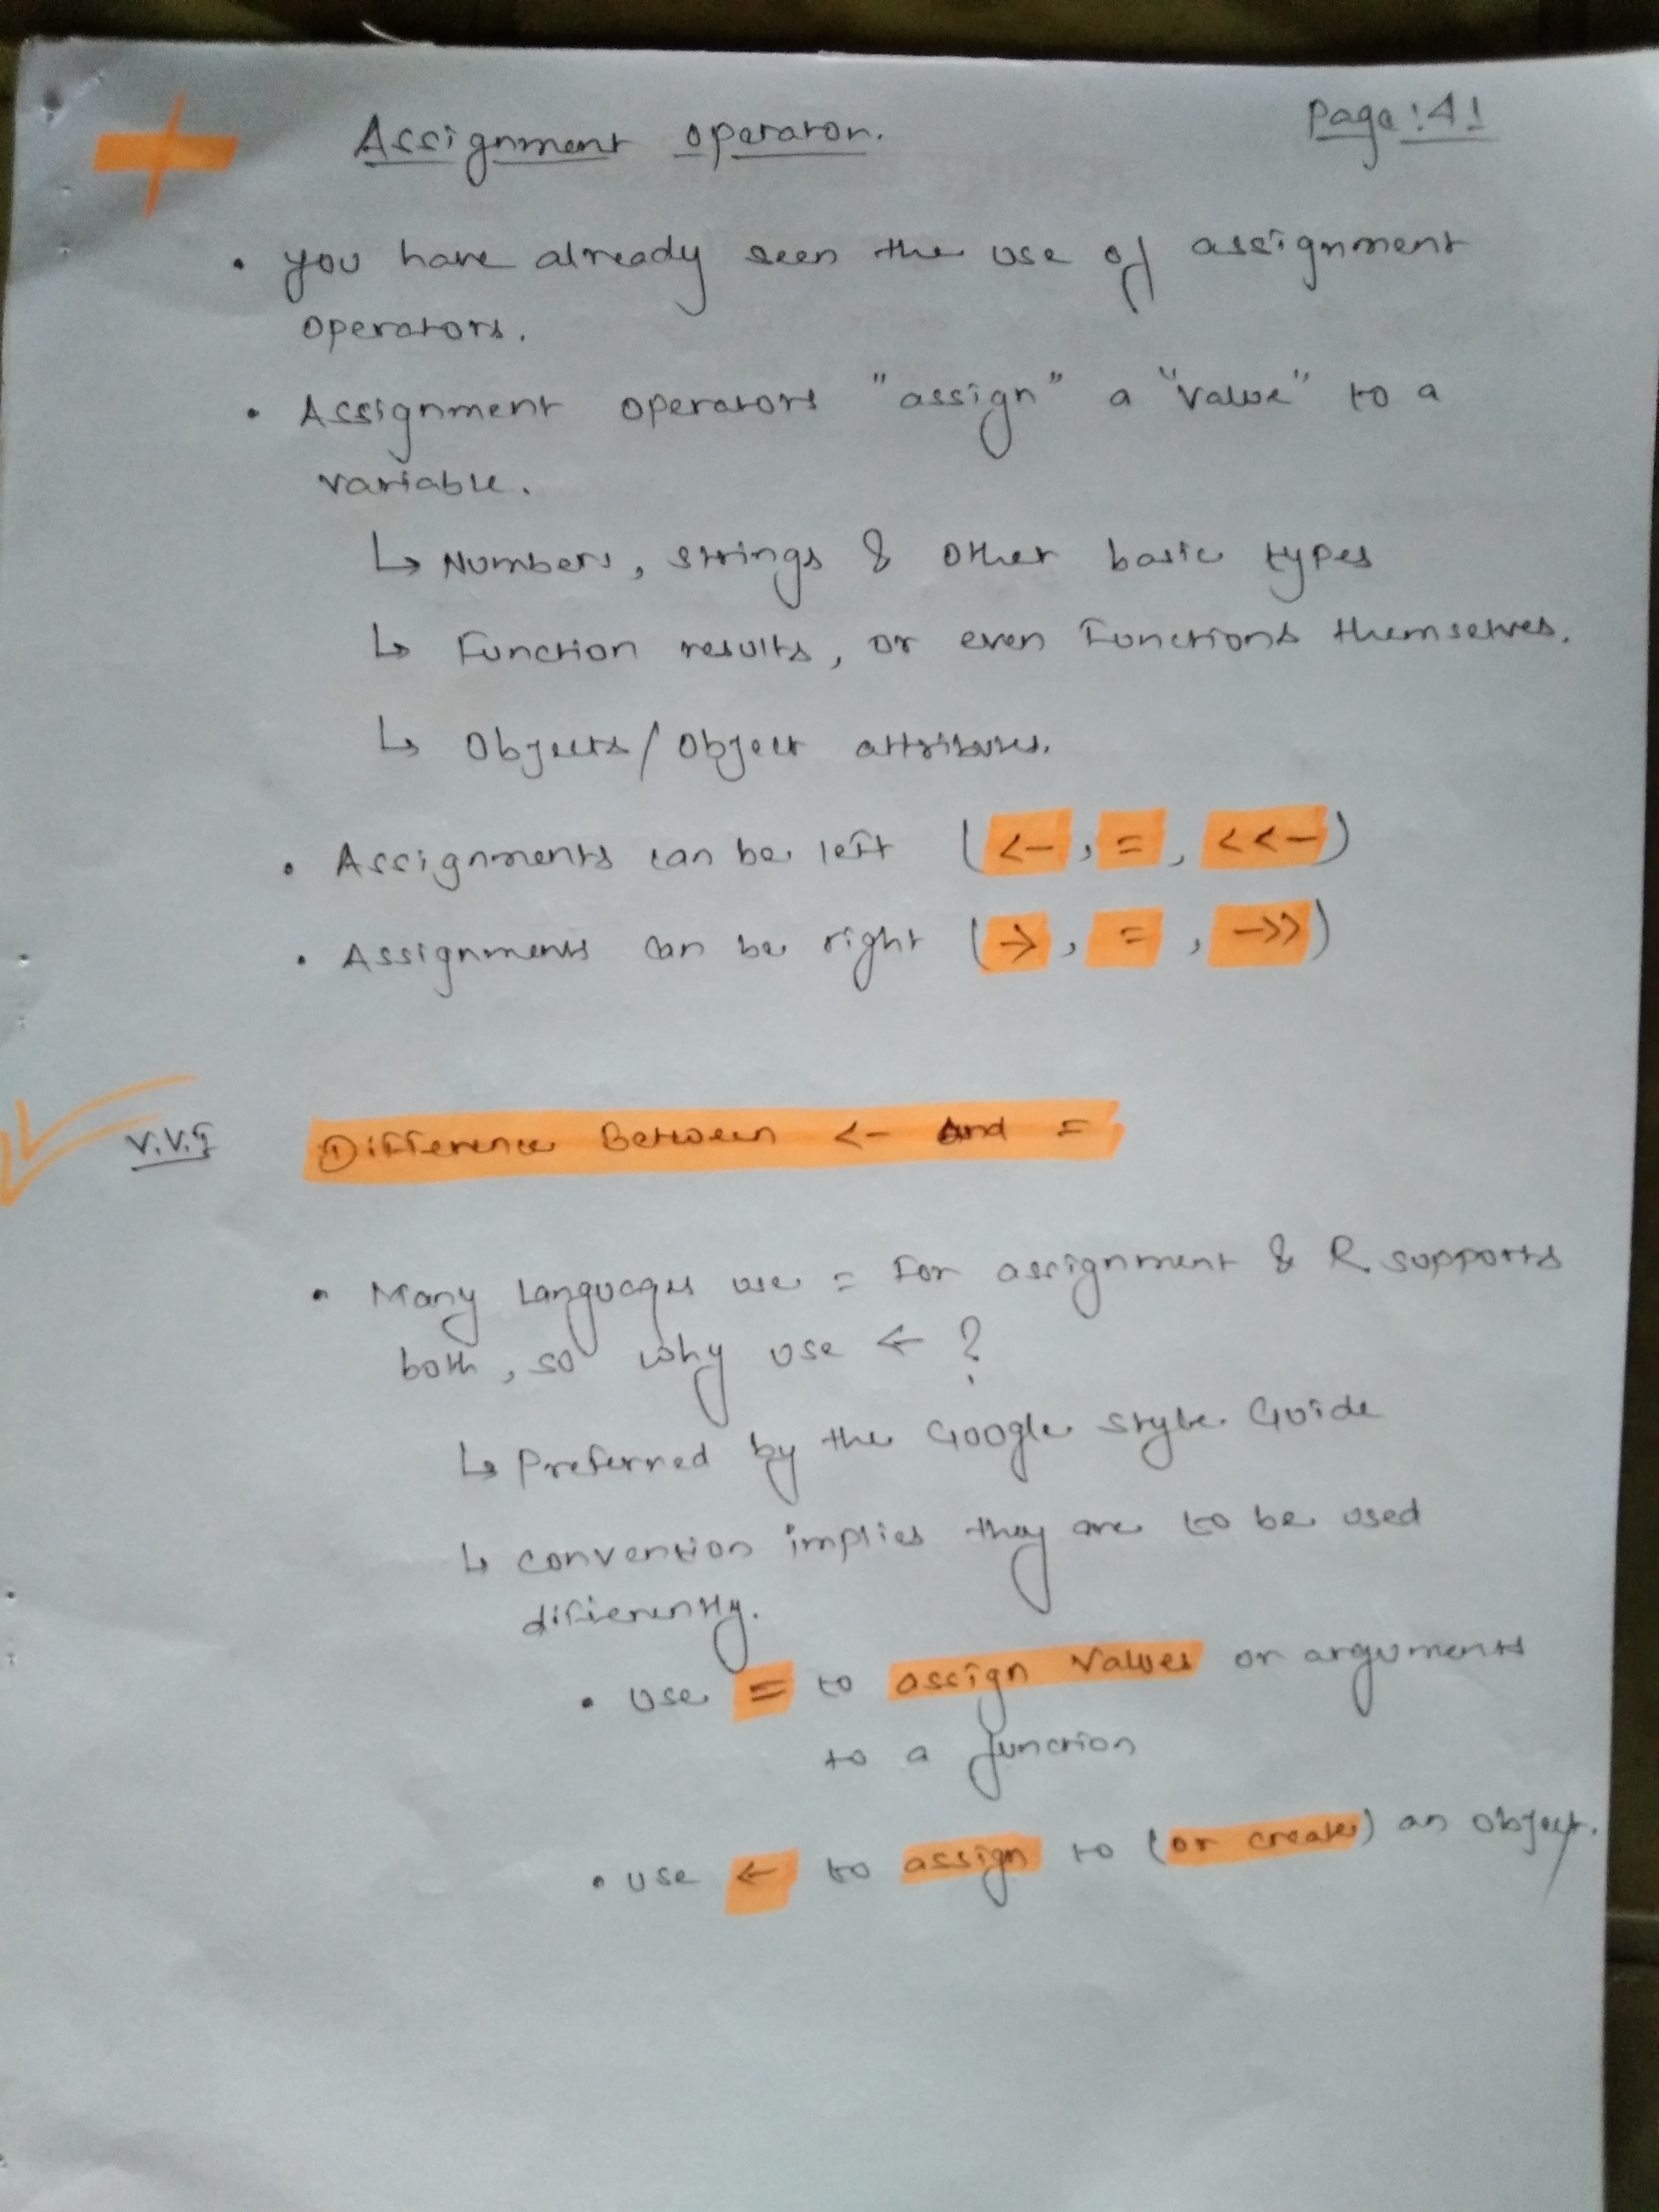 Assignment operator.
Page: 41
• You have already seen the use of assignment
operators.
• Assignment operators "assign" a "value" to a
variable.
↳ Numbers, strings & other basic types
↳ Function results, or even Functions themselves.
↳ Objects/Object attributes.
• Assignments can be left (<-, =, <<-)
• Assignments can be right (→, =, ->>)
V.V.I Difference Between <- And =
• Many Languages use = for assignment & R supports
both, so why use ← ?
↳ Preferred by the Google Style Guide
↳ convention implies they are to be used
differently.
• use = to assign values or arguments
to a function
• use ← to assign to (or create) an object.